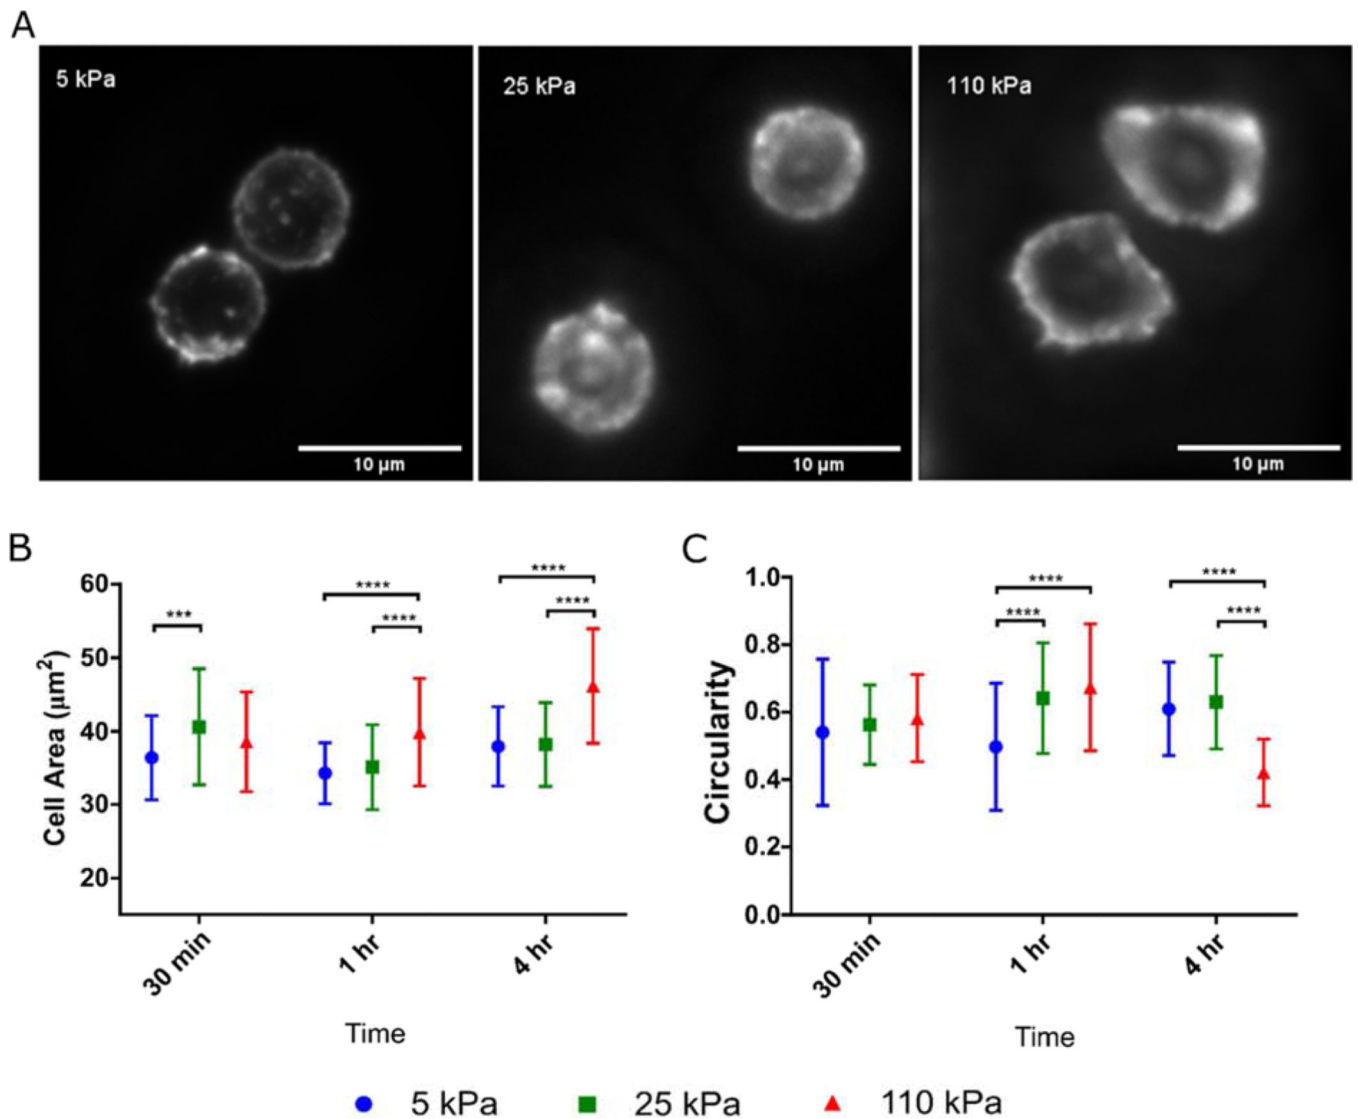 A
5 kPa
25 kPa
110 kPa
10 µm
10 µm
10 µm
B
Cell Area (µm²)
60
50
40
30
20
***
****
****
****
****
30 min
1 hr
4 hr
Time
C
Circularity
1.0
0.8
0.6
0.4
0.2
0.0
****
****
****
****
30 min
1 hr
4 hr
Time
5 kPa
25 kPa
110 kPa